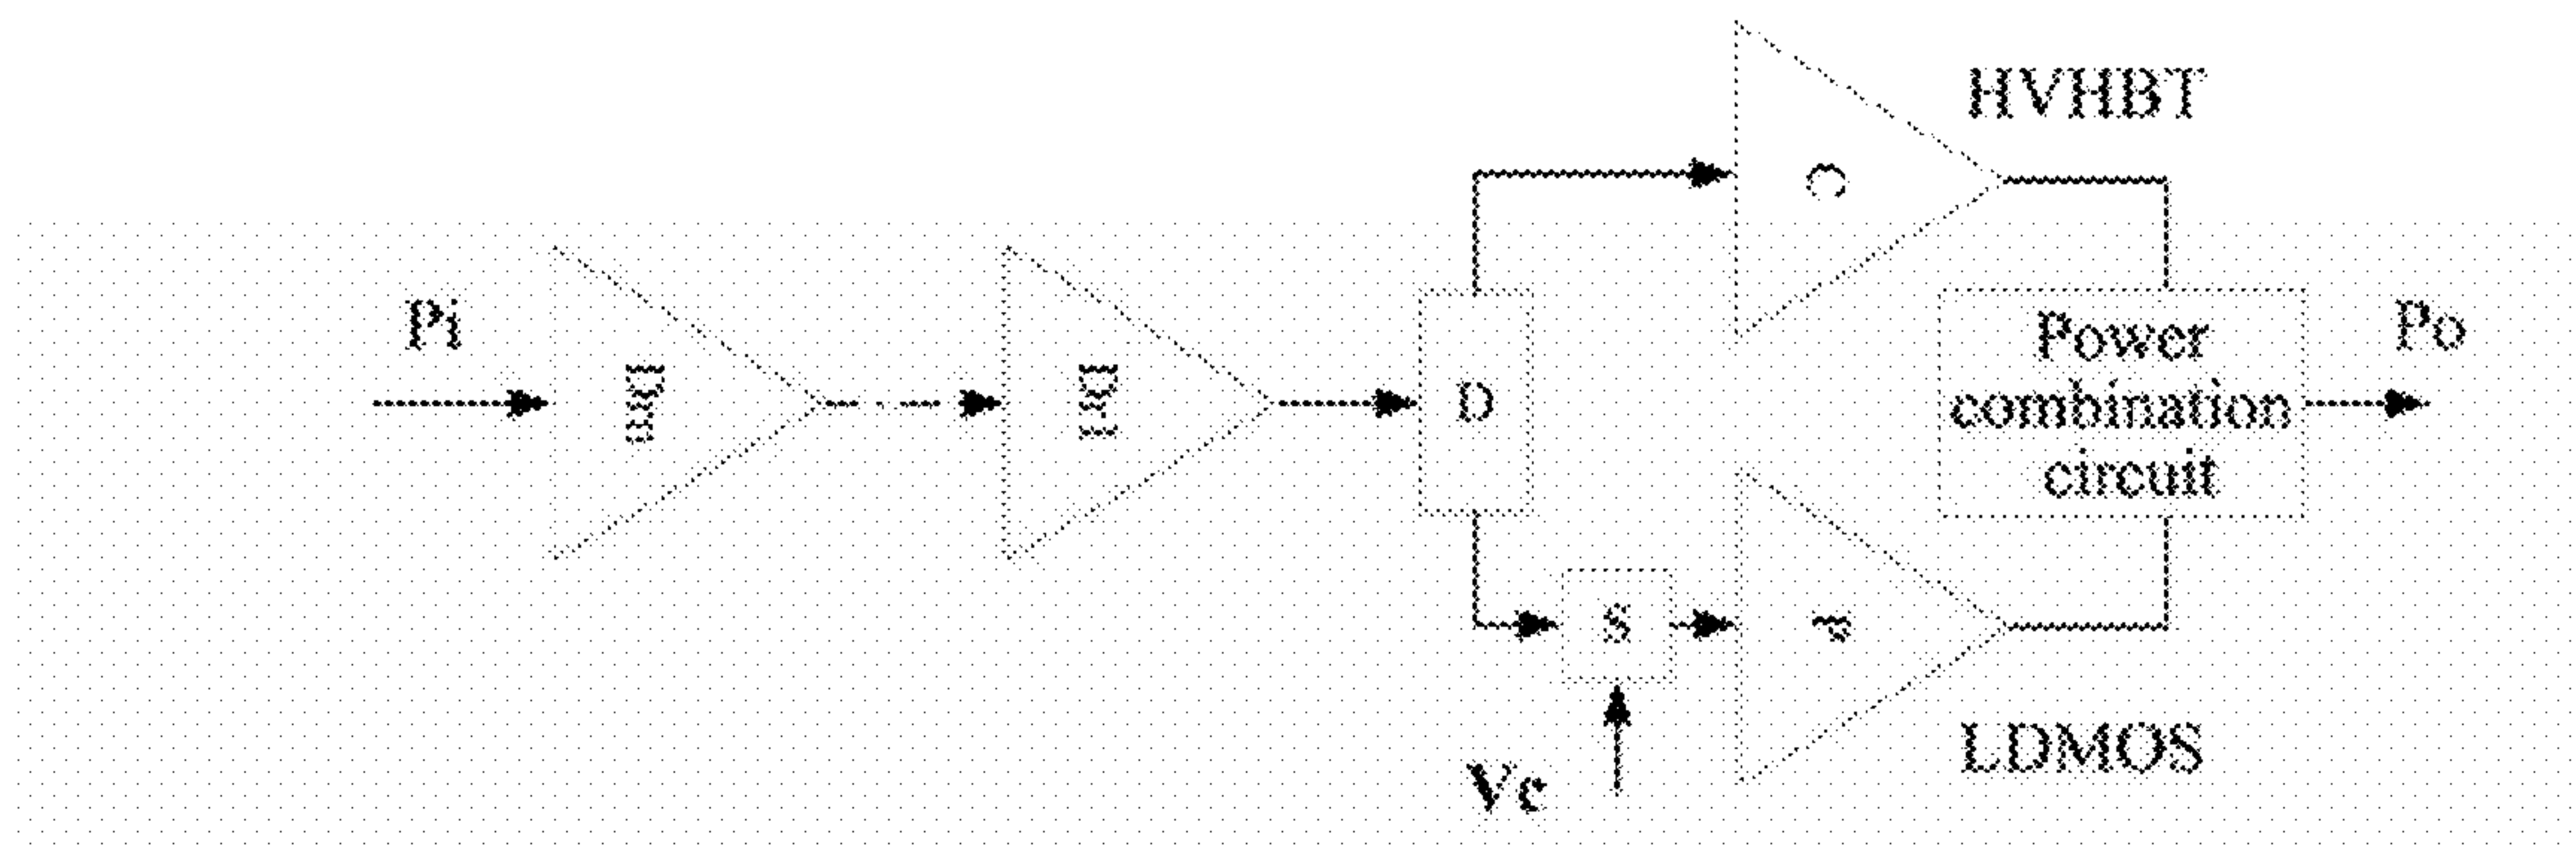 HVHBT
C
Pi
D
Power
combination
circuit
Po
S
Vc
LDMOS